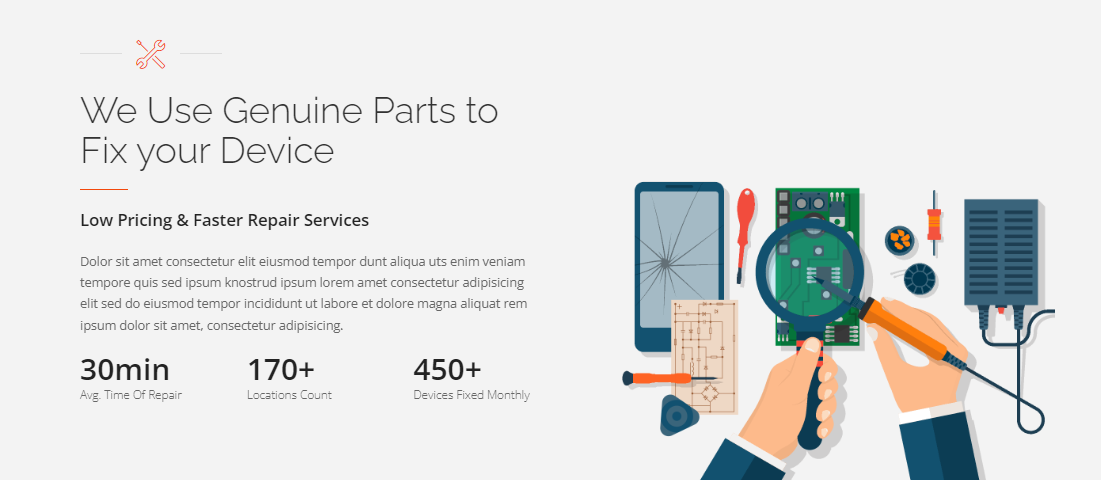 We Use Genuine Parts to
Fix your Device
Low Pricing & Faster Repair Services
Dolor sit amet consectetur elit eiusmod tempor dunt aliqua uts enim veniam
tempore quis sed ipsum knostrud ipsum lorem amet consectetur adipisicing
elit sed do eiusmod tempor incididunt ut labore et dolore magna aliquat rem
ipsum dolor sit amet, consectetur adipisicing.
30min 170+ 450+
Avg. Time Of Repair Locations Count Devices Fixed Monthly